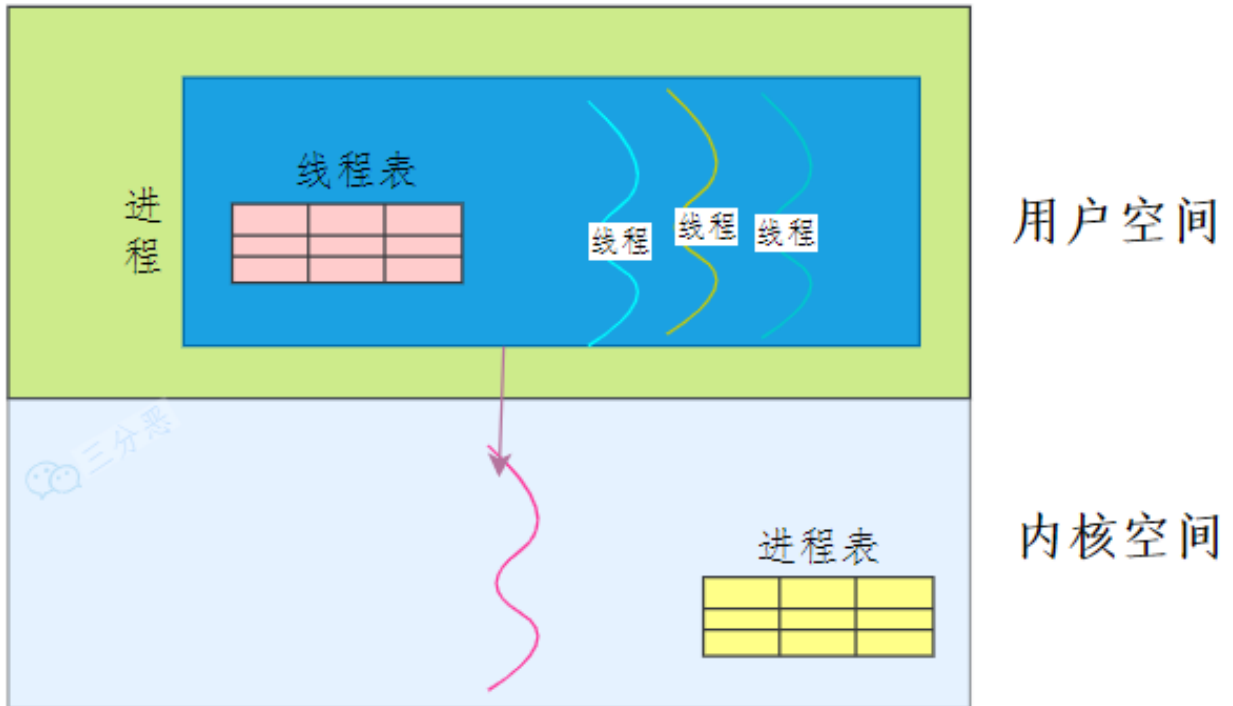 线程表
进程
线程
线程
线程
用户空间
三分恶
进程表
内核空间